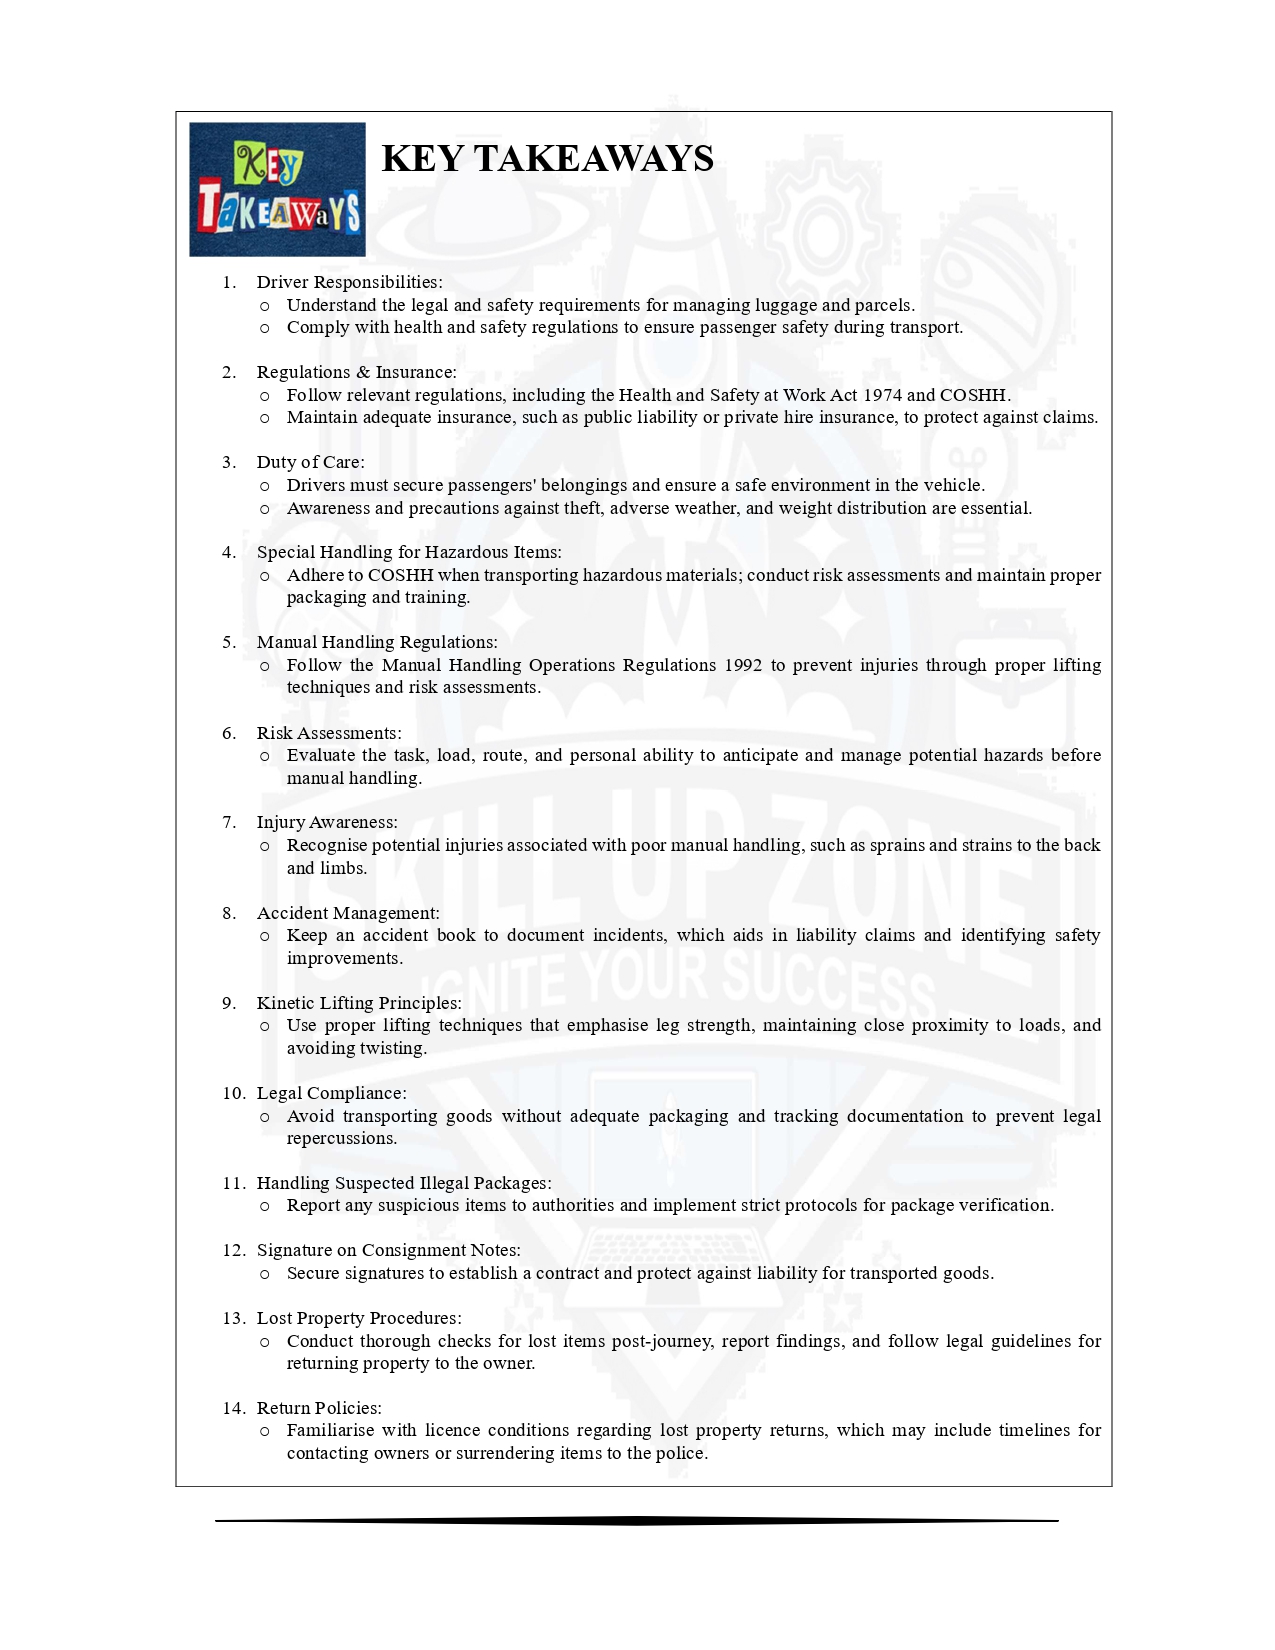 KEY TAKEAWAYS
KEY TAKEAWAYS
1. Driver Responsibilities:
o Understand the legal and safety requirements for managing luggage and parcels.
o Comply with health and safety regulations to ensure passenger safety during transport.
2. Regulations & Insurance:
o Follow relevant regulations, including the Health and Safety at Work Act 1974 and COSHH.
o Maintain adequate insurance, such as public liability or private hire insurance, to protect against claims.
3. Duty of Care:
o Drivers must secure passengers' belongings and ensure a safe environment in the vehicle.
o Awareness and precautions against theft, adverse weather, and weight distribution are essential.
4. Special Handling for Hazardous Items:
o Adhere to COSHH when transporting hazardous materials; conduct risk assessments and maintain proper
packaging and training.
5. Manual Handling Regulations:
o Follow the Manual Handling Operations Regulations 1992 to prevent injuries through proper lifting
techniques and risk assessments.
6. Risk Assessments:
o Evaluate the task, load, route, and personal ability to anticipate and manage potential hazards before
manual handling.
7. Injury Awareness:
o Recognise potential injuries associated with poor manual handling, such as sprains and strains to the back
and limbs.
8. Accident Management:
o Keep an accident book to document incidents, which aids in liability claims and identifying safety
improvements.
9. Kinetic Lifting Principles:
o Use proper lifting techniques that emphasise leg strength, maintaining close proximity to loads, and
avoiding twisting.
10. Legal Compliance:
o Avoid transporting goods without adequate packaging and tracking documentation to prevent legal
repercussions.
11. Handling Suspected Illegal Packages:
o Report any suspicious items to authorities and implement strict protocols for package verification.
12. Signature on Consignment Notes:
o Secure signatures to establish a contract and protect against liability for transported goods.
13. Lost Property Procedures:
o Conduct thorough checks for lost items post-journey, report findings, and follow legal guidelines for
returning property to the owner.
14. Return Policies:
o Familiarise with licence conditions regarding lost property returns, which may include timelines for
contacting owners or surrendering items to the police.
SKILL UP ZONE
IGNITE YOUR SUCCESS